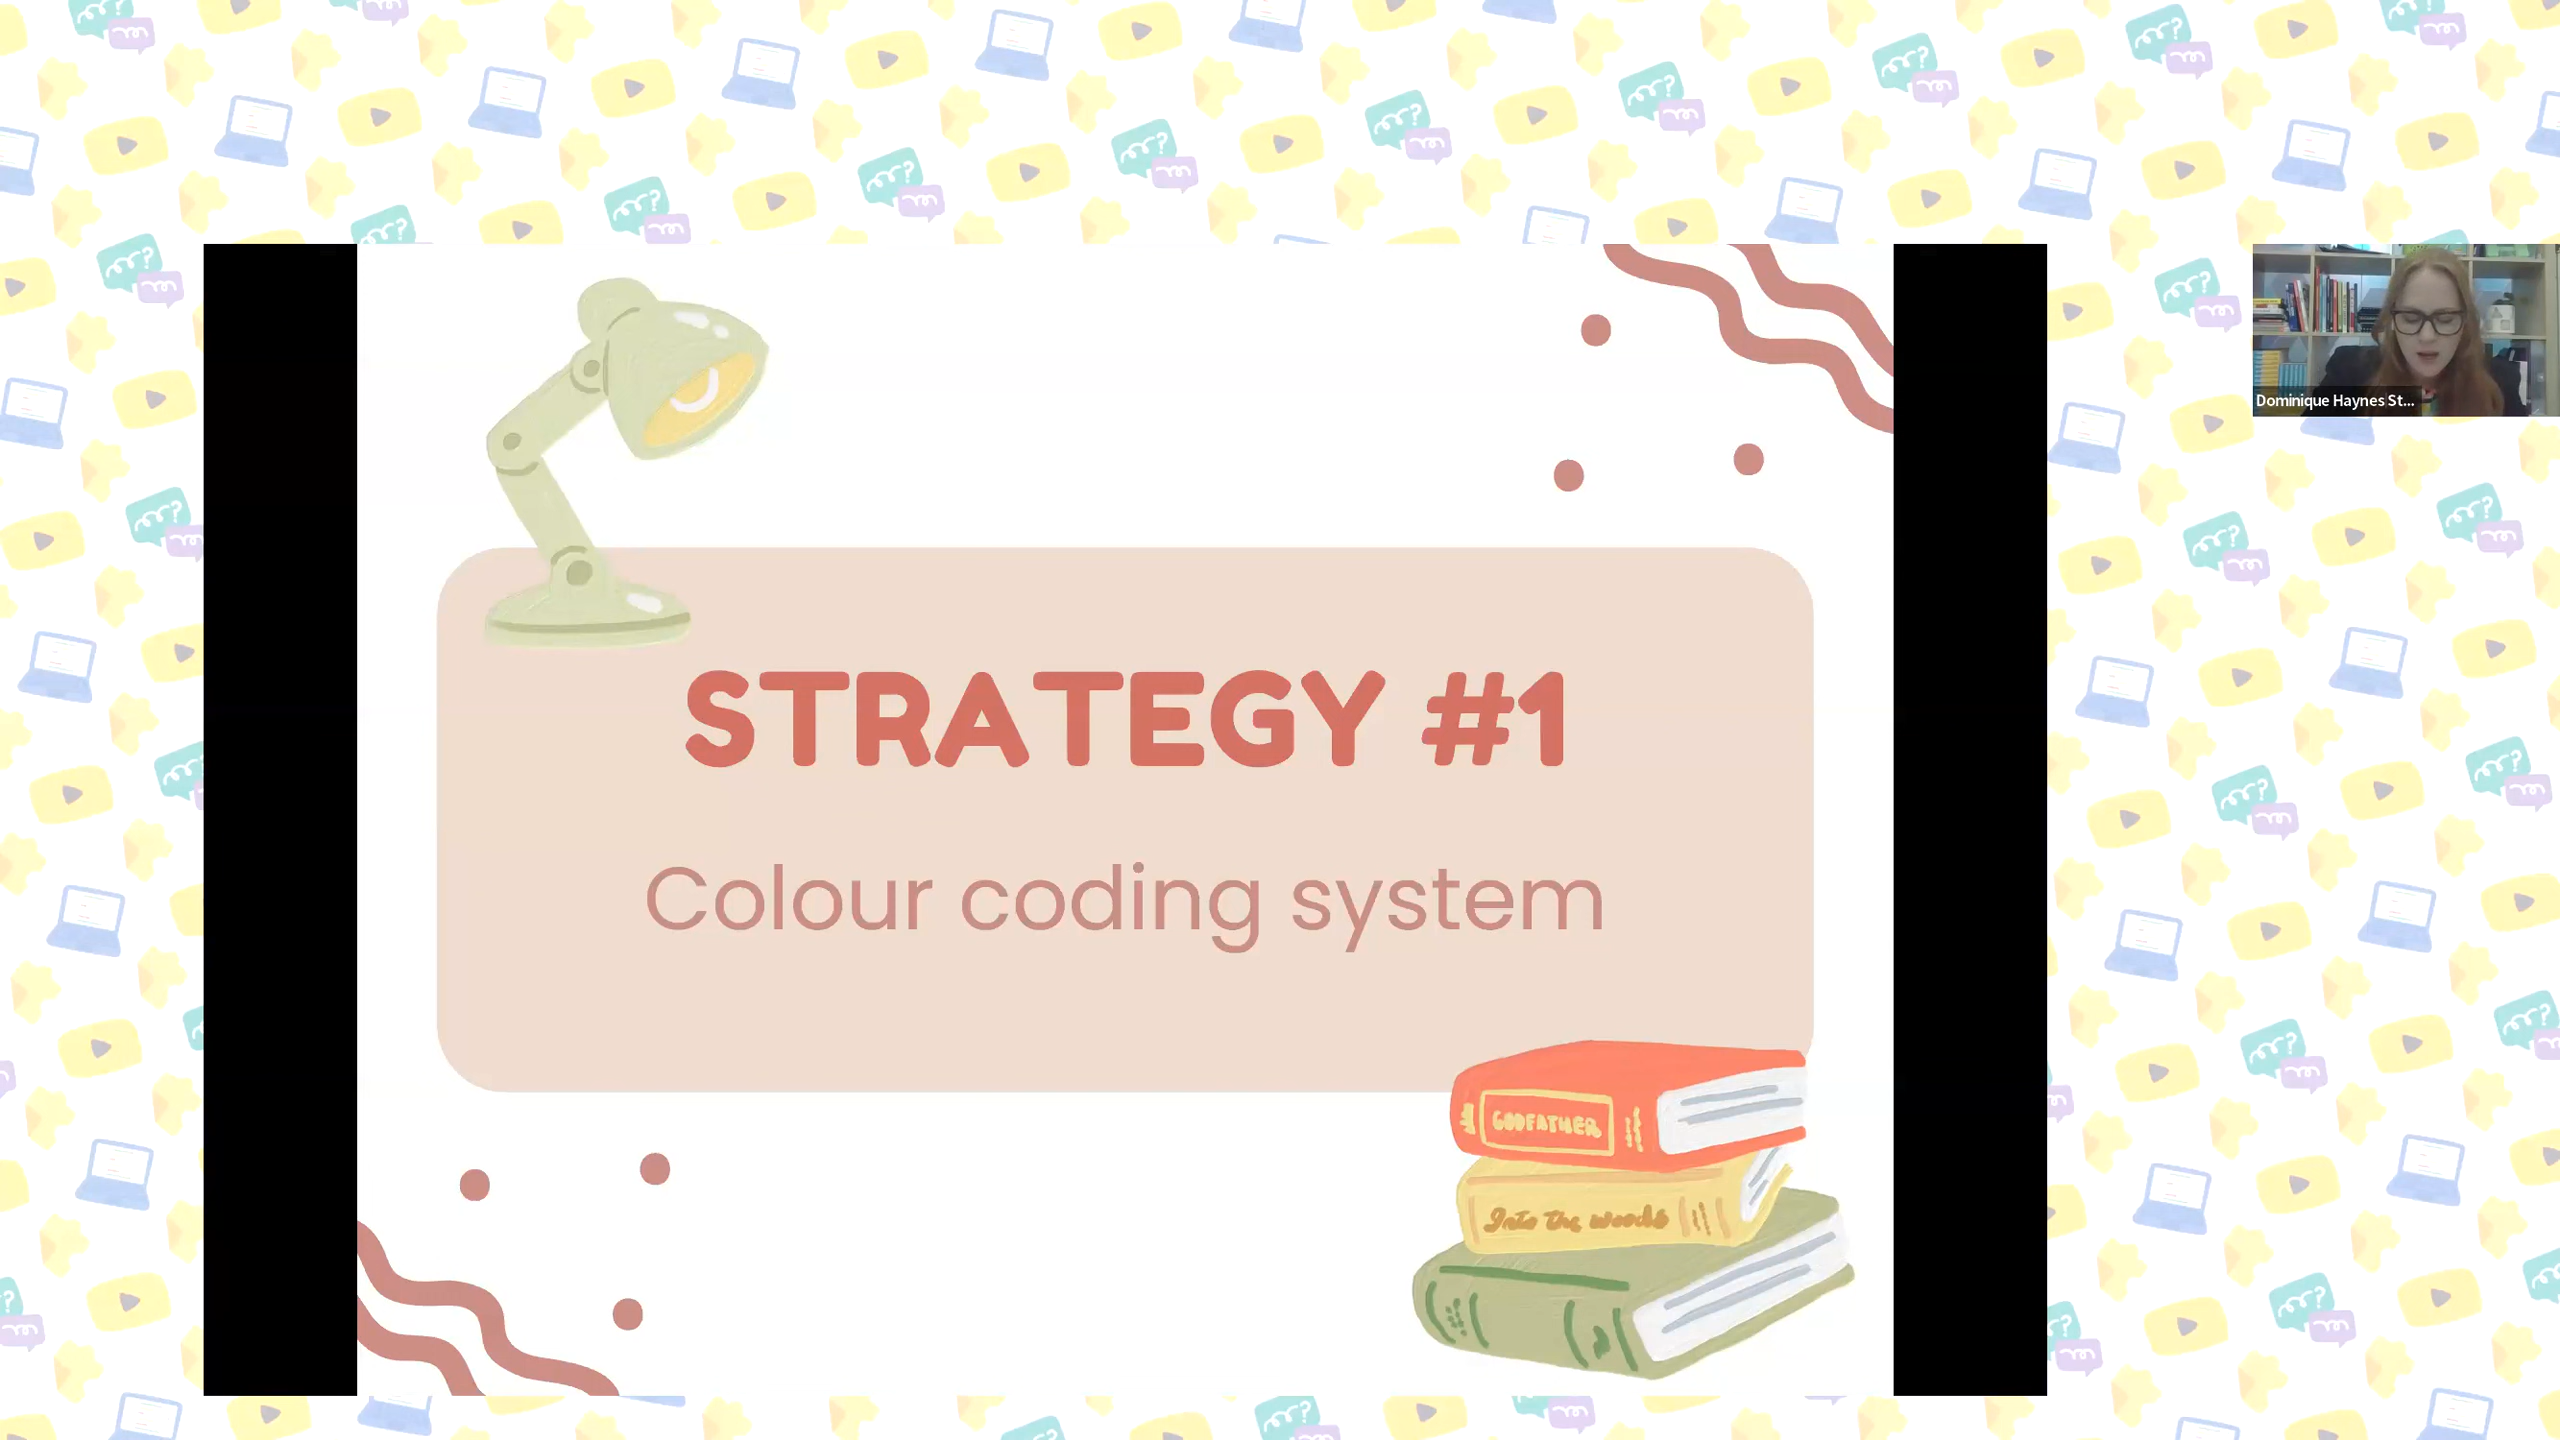 STRATEGY #1
Colour coding system
GODFATHER
Into the woods
Dominique Haynes St...